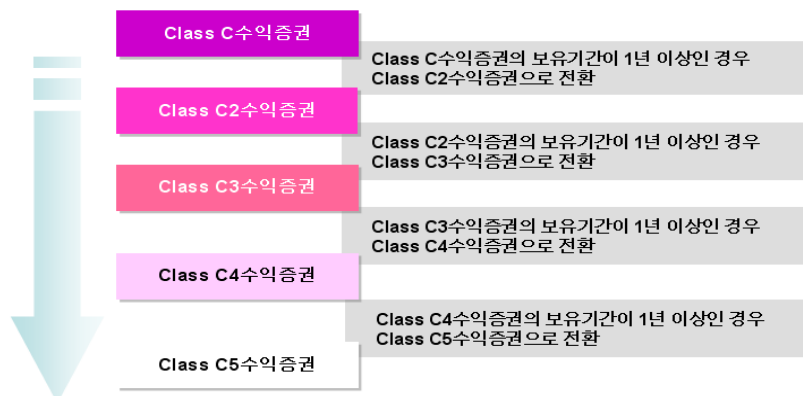 Class C수익증권
Class C수익증권의 보유기간이 1년 이상인 경우
Class C2수익증권으로 전환
Class C2수익증권
Class C2수익증권의 보유기간이 1년 이상인 경우
Class C3수익증권으로 전환
Class C3수익증권
Class C3수익증권의 보유기간이 1년 이상인 경우
Class C4수익증권으로 전환
Class C4수익증권
Class C4수익증권의 보유기간이 1년 이상인 경우
Class C5수익증권으로 전환
Class C5수익증권